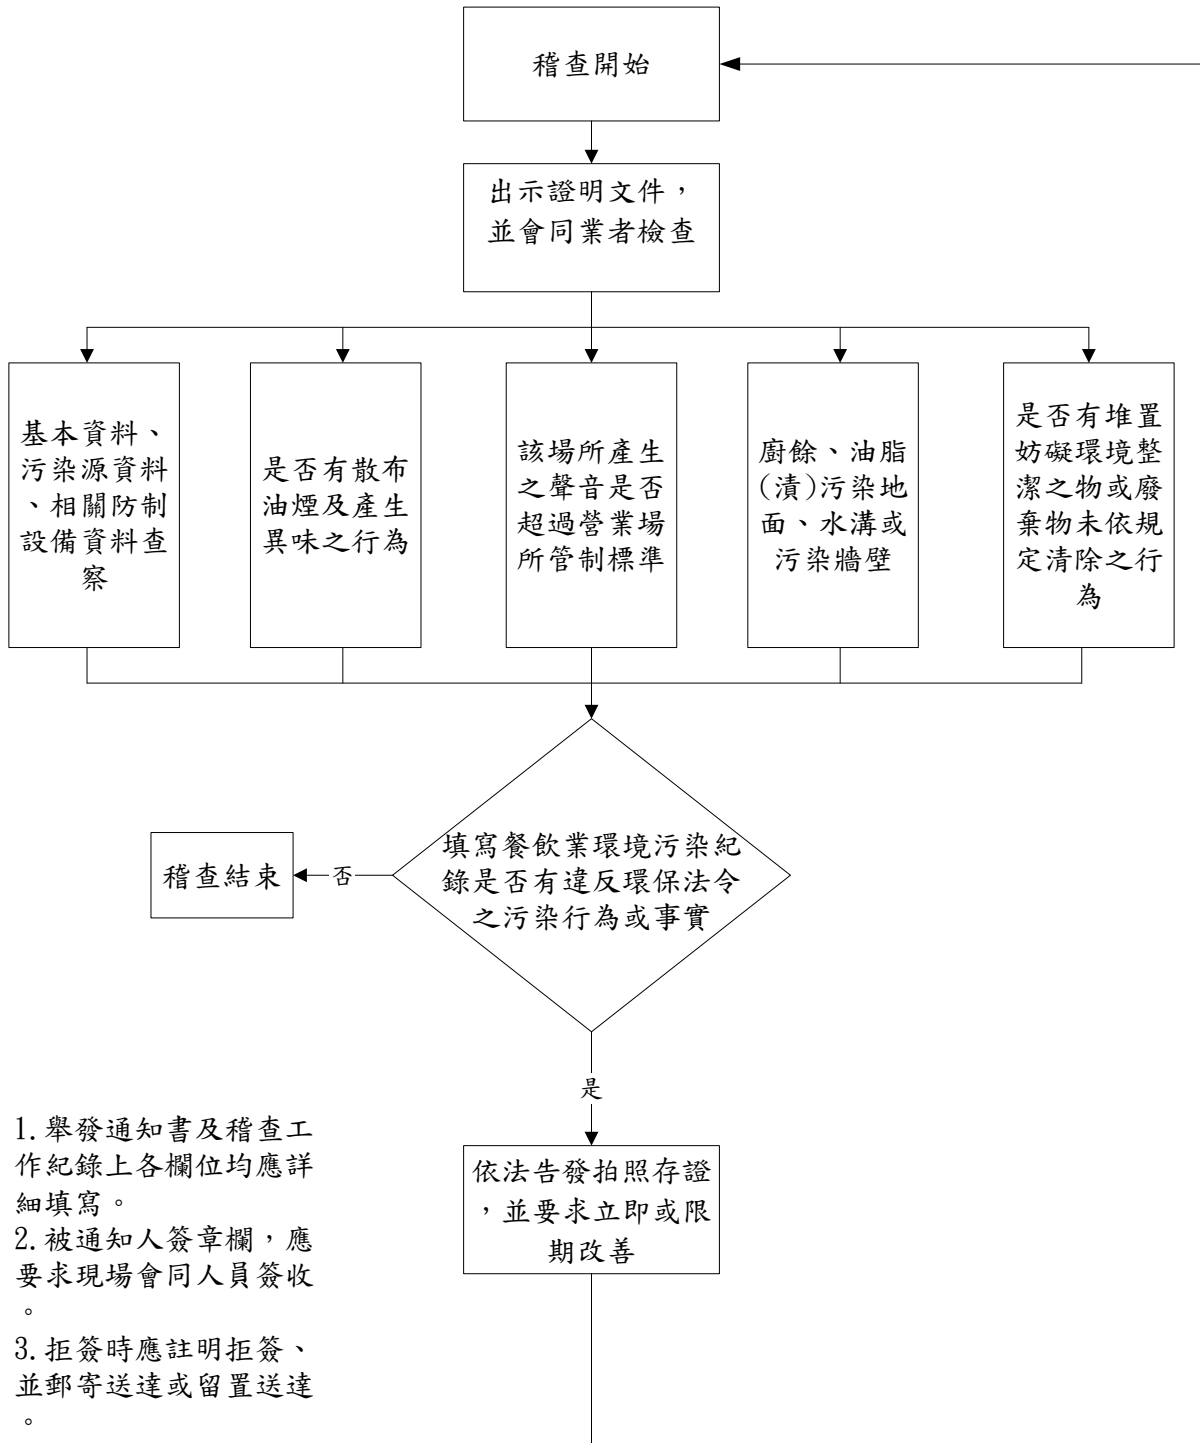 稽查開始
出示證明文件，
並會同業者檢查
基本資料、
污染源資料
、相關防制
設備資料查
察
是否有散布
油煙及產生
異味之行為
該場所產生
之聲音是否
超過營業場
所管制標準
廚餘、油脂
(漬)污染地
面、水溝或
污染牆壁
是否有堆置
妨礙環境整
潔之物或廢
棄物未依規
定清除之行
為
填寫餐飲業環境污染紀
錄是否有違反環保法令
之污染行為或事實
否
稽查結束
是
依法告發拍照存證
，並要求立即或限
期改善
1.舉發通知書及稽查工
作紀錄上各欄位均應詳
細填寫。
2.被通知人簽章欄，應
要求現場會同人員簽收
。
3.拒簽時應註明拒簽、
並郵寄送達或留置送達
。